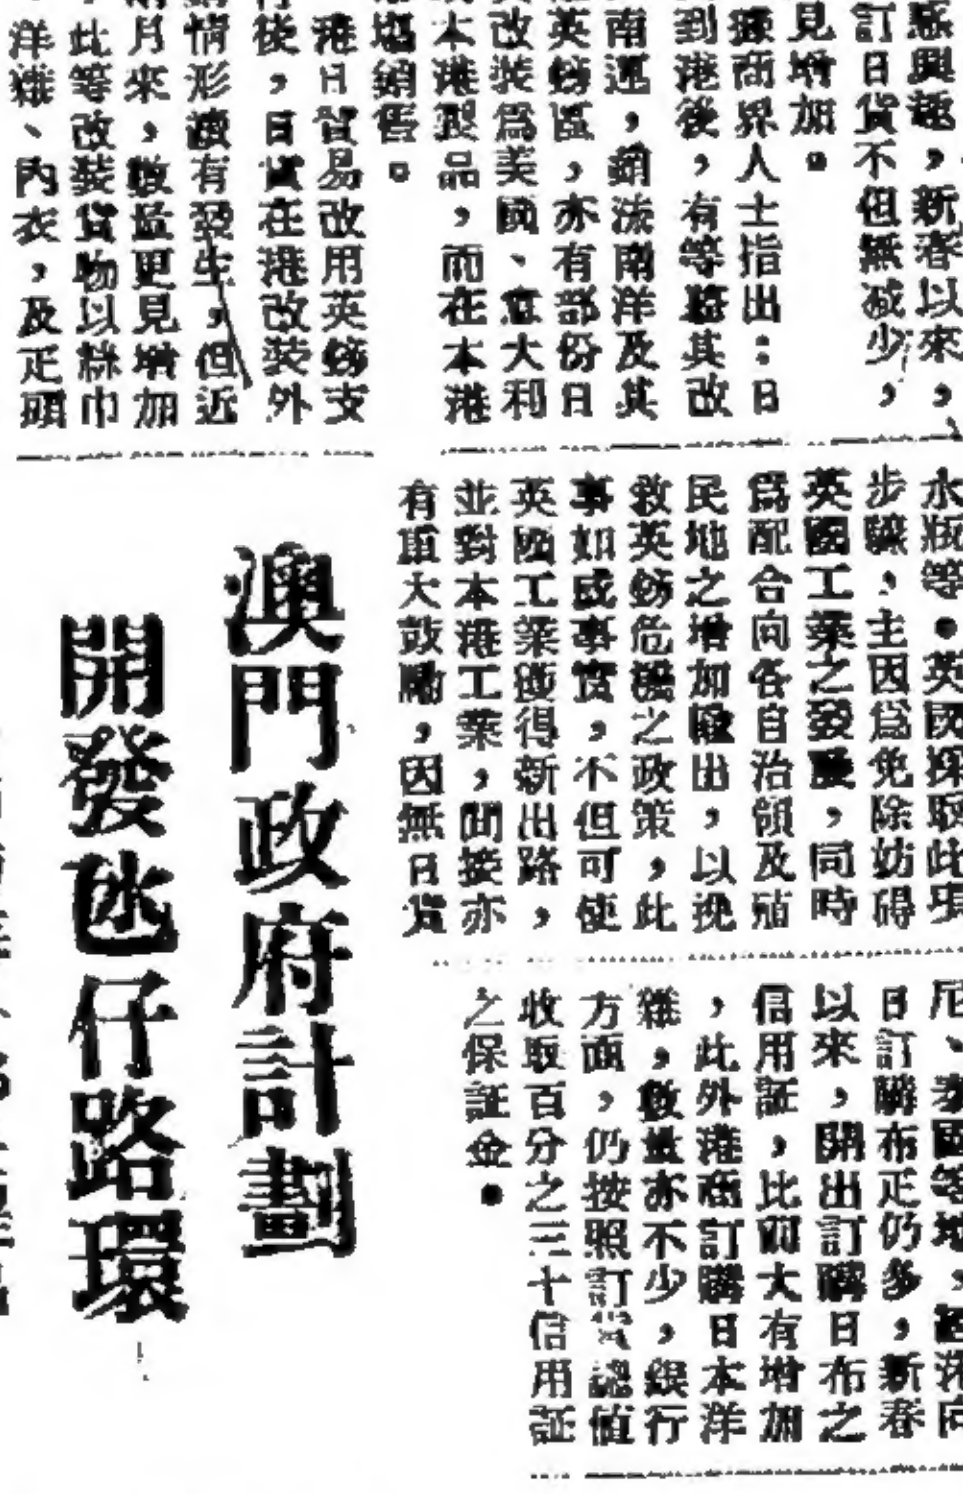 感興趣，新春以來，
訂日貨不但無減少，
見增加。
據商界人士指出：日
到港後，有等將其改
南運，銷流南洋及其
英鎊區，亦有部份日
改裝爲美國、意大利
本港製品，而在本港
塲銷售。
港日貿易改用英鎊支
後，日貨在港改裝外
情形續有發生，但近
月來，數量更見增加
此等改裝貨物以絲巾
洋雜、內衣，及疋頭
水瓶等。英國採取此項
步驟，主因爲免除妨碍
英國工業之發展，同時
爲配合向各自治領及殖
民地之增加輸出，以挽
救英鎊危機之政策，此
事如成事實，不但可使
英國工業獲得新出路，
並對本港工業，間接亦
有重大鼓勵，因無日貨
尼、泰國等地，經港向
日訂購布疋仍多，新春
以來，開出訂購日布之
信用証，比前大有增加
，此外港商訂購日本洋
雜，數量亦不少，銀行
方面，仍按照訂貨總值
收取百分之三十信用証
之保証金。
澳門政府計劃
開發氹仔路環